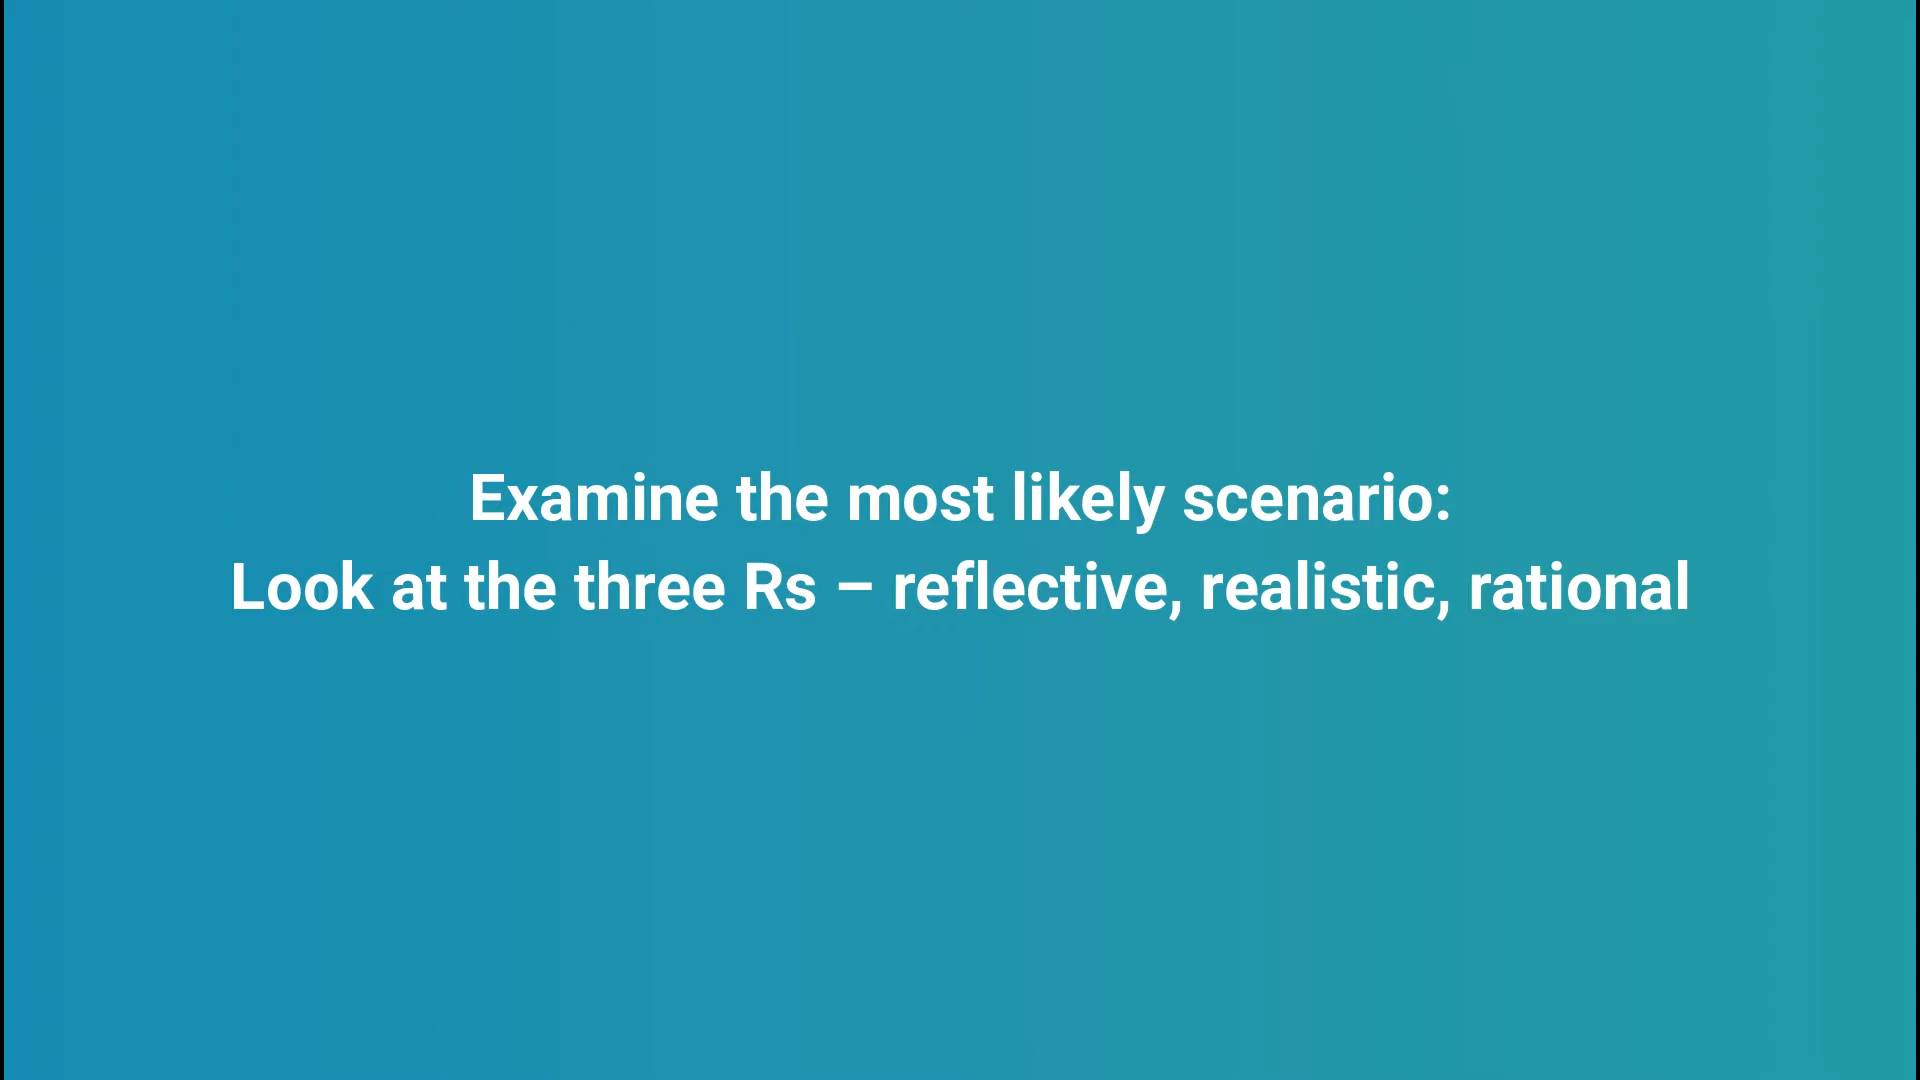 Examine the most likely scenario:
Look at the three Rs – reflective, realistic, rational